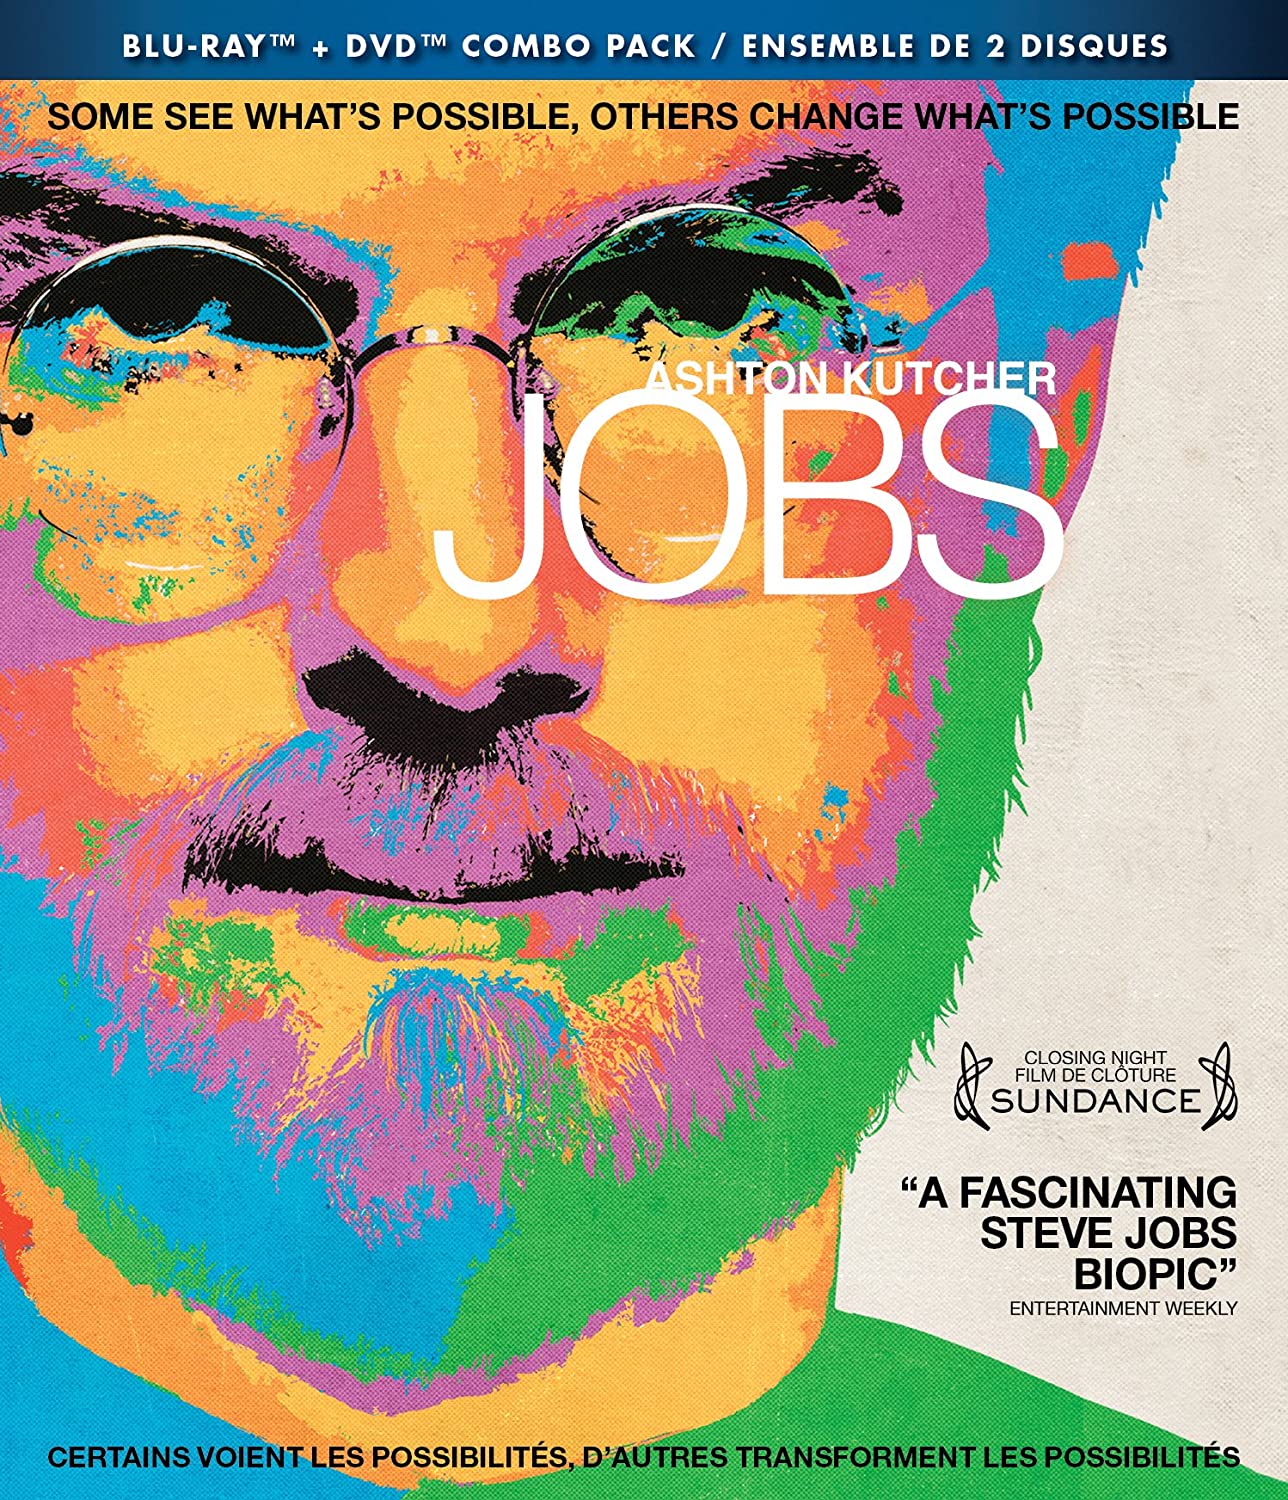 BLU-RAY™ + DVD™ COMBO PACK / ENSEMBLE DE 2 DISQUES
SOME SEE WHAT'S POSSIBLE, OTHERS CHANGE WHAT'S POSSIBLE
ASHTON KUTCHER
JOBS
CLOSING NIGHT
FILM DE CLÔTURE
SUNDANCE
“A FASCINATING
STEVE JOBS
BIOPIC”
ENTERTAINMENT WEEKLY
CERTAINS VOIENT LES POSSIBILITÉS, D'AUTRES TRANSFORMENT LES POSSIBILITÉS